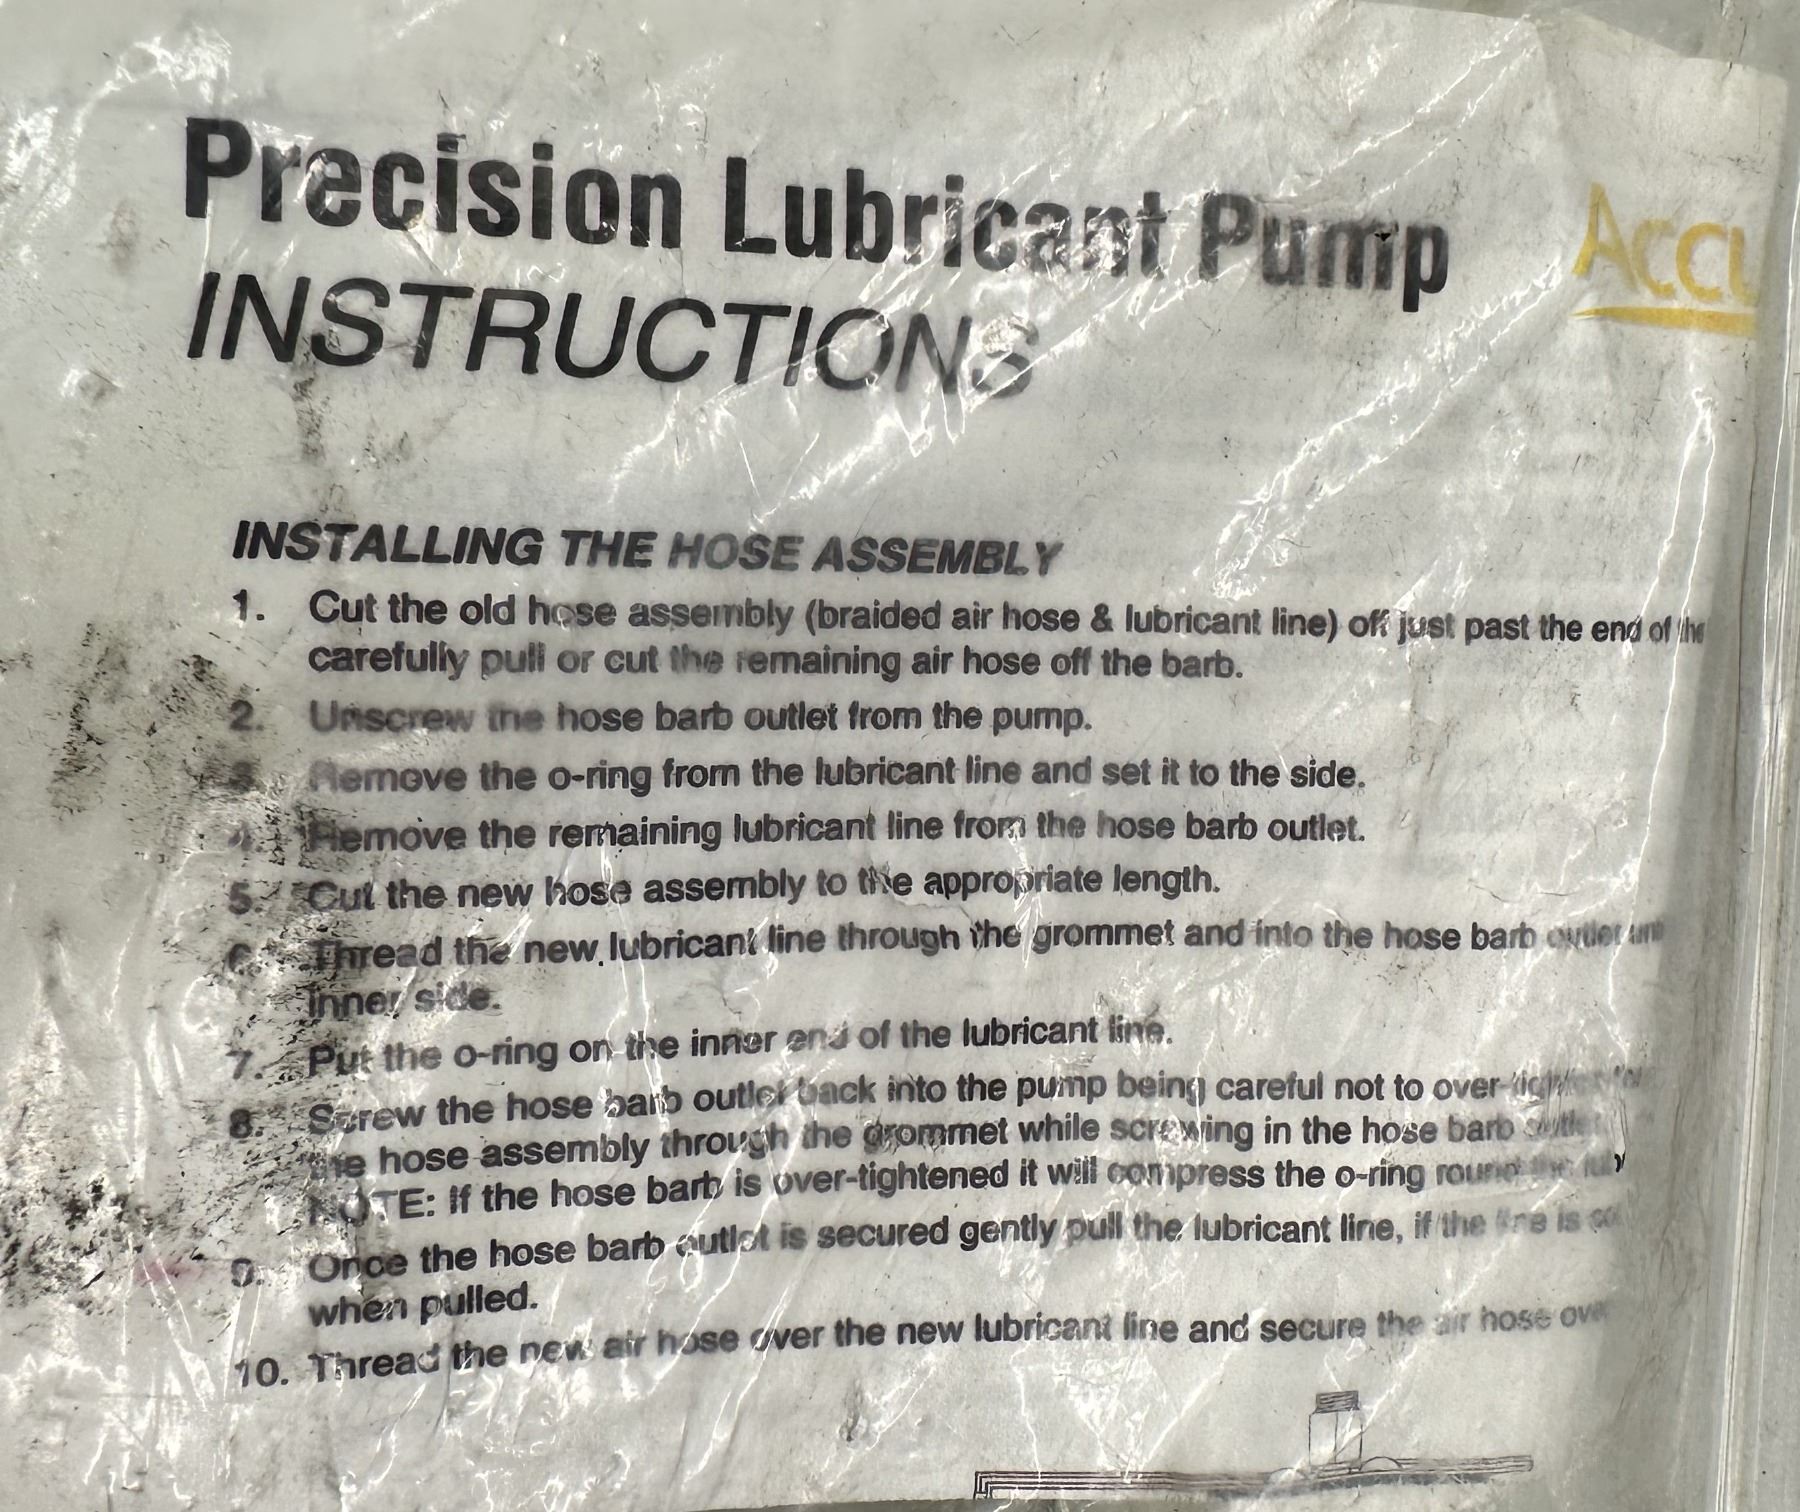 Precision Lubricant Pump
ACCU
INSTRUCTIONS
INSTALLING THE HOSE ASSEMBLY
1. Cut the old hose assembly (braided air hose & lubricant line) off just past the end of the
carefully pull or cut the remaining air hose off the barb.
2. Unscrew the hose barb outlet from the pump.
3. Remove the o-ring from the lubricant line and set it to the side.
4. Remove the remaining lubricant line from the hose barb outlet.
5. Cut the new hose assembly to the appropriate length.
6. Thread the new lubricant line through the grommet and into the hose barb outlet
inner side.
7. Put the o-ring on the inner end of the lubricant line.
8. Screw the hose barb outlet back into the pump being careful not to
the hose assembly through the grommet while screwing in the hose barb outlet
NOTE: If the hose barb is over-tightened it will compress the o-ring round the
9. Once the hose barb outlet is secured gently pull the lubricant line, if the line is
when pulled.
10. Thread the new air hose over the new lubricant line and secure the air hose